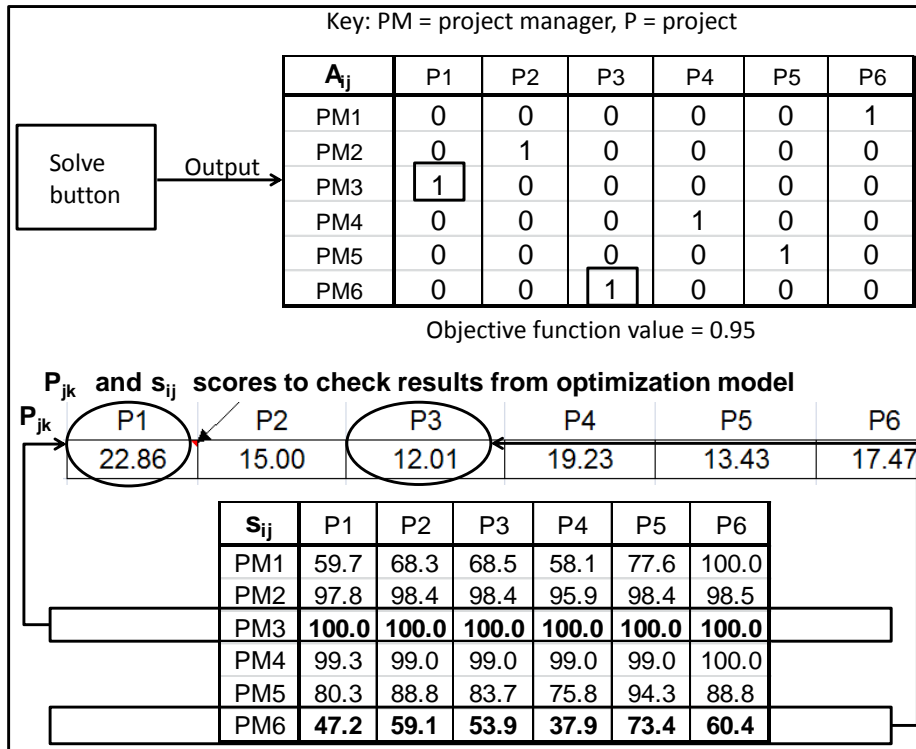 Key: PM = project manager, P = project
Aij P1 P2 P3 P4 P5 P6
PM1 0 0 0 0 0 1
PM2 0 1 0 0 0 0
PM3 1 0 0 0 0 0
PM4 0 0 0 1 0 0
PM5 0 0 0 0 1 0
PM6 0 0 1 0 0 0
Solve
button
Output
Objective function value = 0.95
Pjk and sij scores to check results from optimization model
Pjk P1 P2 P3 P4 P5 P6
22.86 15.00 12.01 19.23 13.43 17.47
sij P1 P2 P3 P4 P5 P6
PM1 59.7 68.3 68.5 58.1 77.6 100.0
PM2 97.8 98.4 98.4 95.9 98.4 98.5
PM3 100.0 100.0 100.0 100.0 100.0 100.0
PM4 99.3 99.0 99.0 99.0 99.0 100.0
PM5 80.3 88.8 83.7 75.8 94.3 88.8
PM6 47.2 59.1 53.9 37.9 73.4 60.4